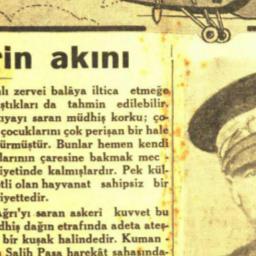 rin akını
lı zervei balâya iltica etmeğe
ştıkları da tahmin edilebilir.
tıyayı saran müdhiş korku; ço-
çocuklarını çok perişan bir hale
ürmüştür. Bunlar hemen kendi
larının çaresine bakmak mec -
iyetinde kalmışlardır. Pek kül-
tli olan hayvanat sahipsiz bir
iyettedir.
Ağrı'yı saran askerî kuvvet bu
dhiş dağın etrafında adeta ateş-
bir kuşak halindedir. Kuman -
Salih Paşa harekât sahasında-